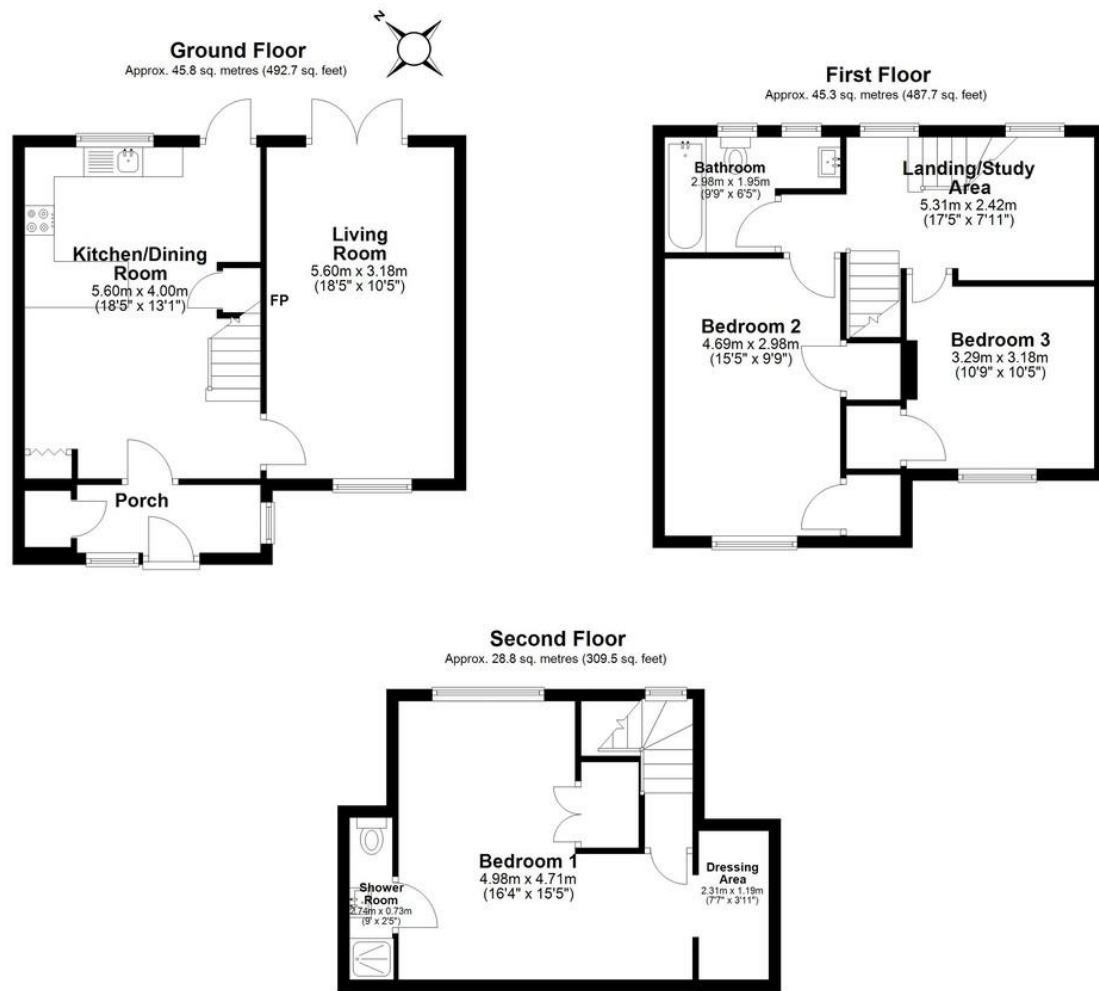 N
Ground Floor
Approx. 45.8 sq. metres (492.7 sq. feet)
Kitchen/Dining
Room
5.60m x 4.00m
(18'5" x 13'1")
Living
Room
5.60m x 3.18m
(18'5" x 10'5")
FP
Porch
First Floor
Approx. 45.3 sq. metres (487.7 sq. feet)
Bathroom
2.98m x 1.95m
(9'9" x 6'5")
Landing/Study
Area
5.31m x 2.42m
(17'5" x 7'11")
Bedroom 2
4.69m x 2.98m
(15'5" x 9'9")
Bedroom 3
3.29m x 3.18m
(10'9" x 10'5")
Second Floor
Approx. 28.8 sq. metres (309.5 sq. feet)
Bedroom 1
4.98m x 4.71m
(16'4" x 15'5")
Shower
Room
2.74m x 0.73m
(9' x 2'5")
Dressing
Area
2.31m x 1.19m
(7'7" x 3'11")